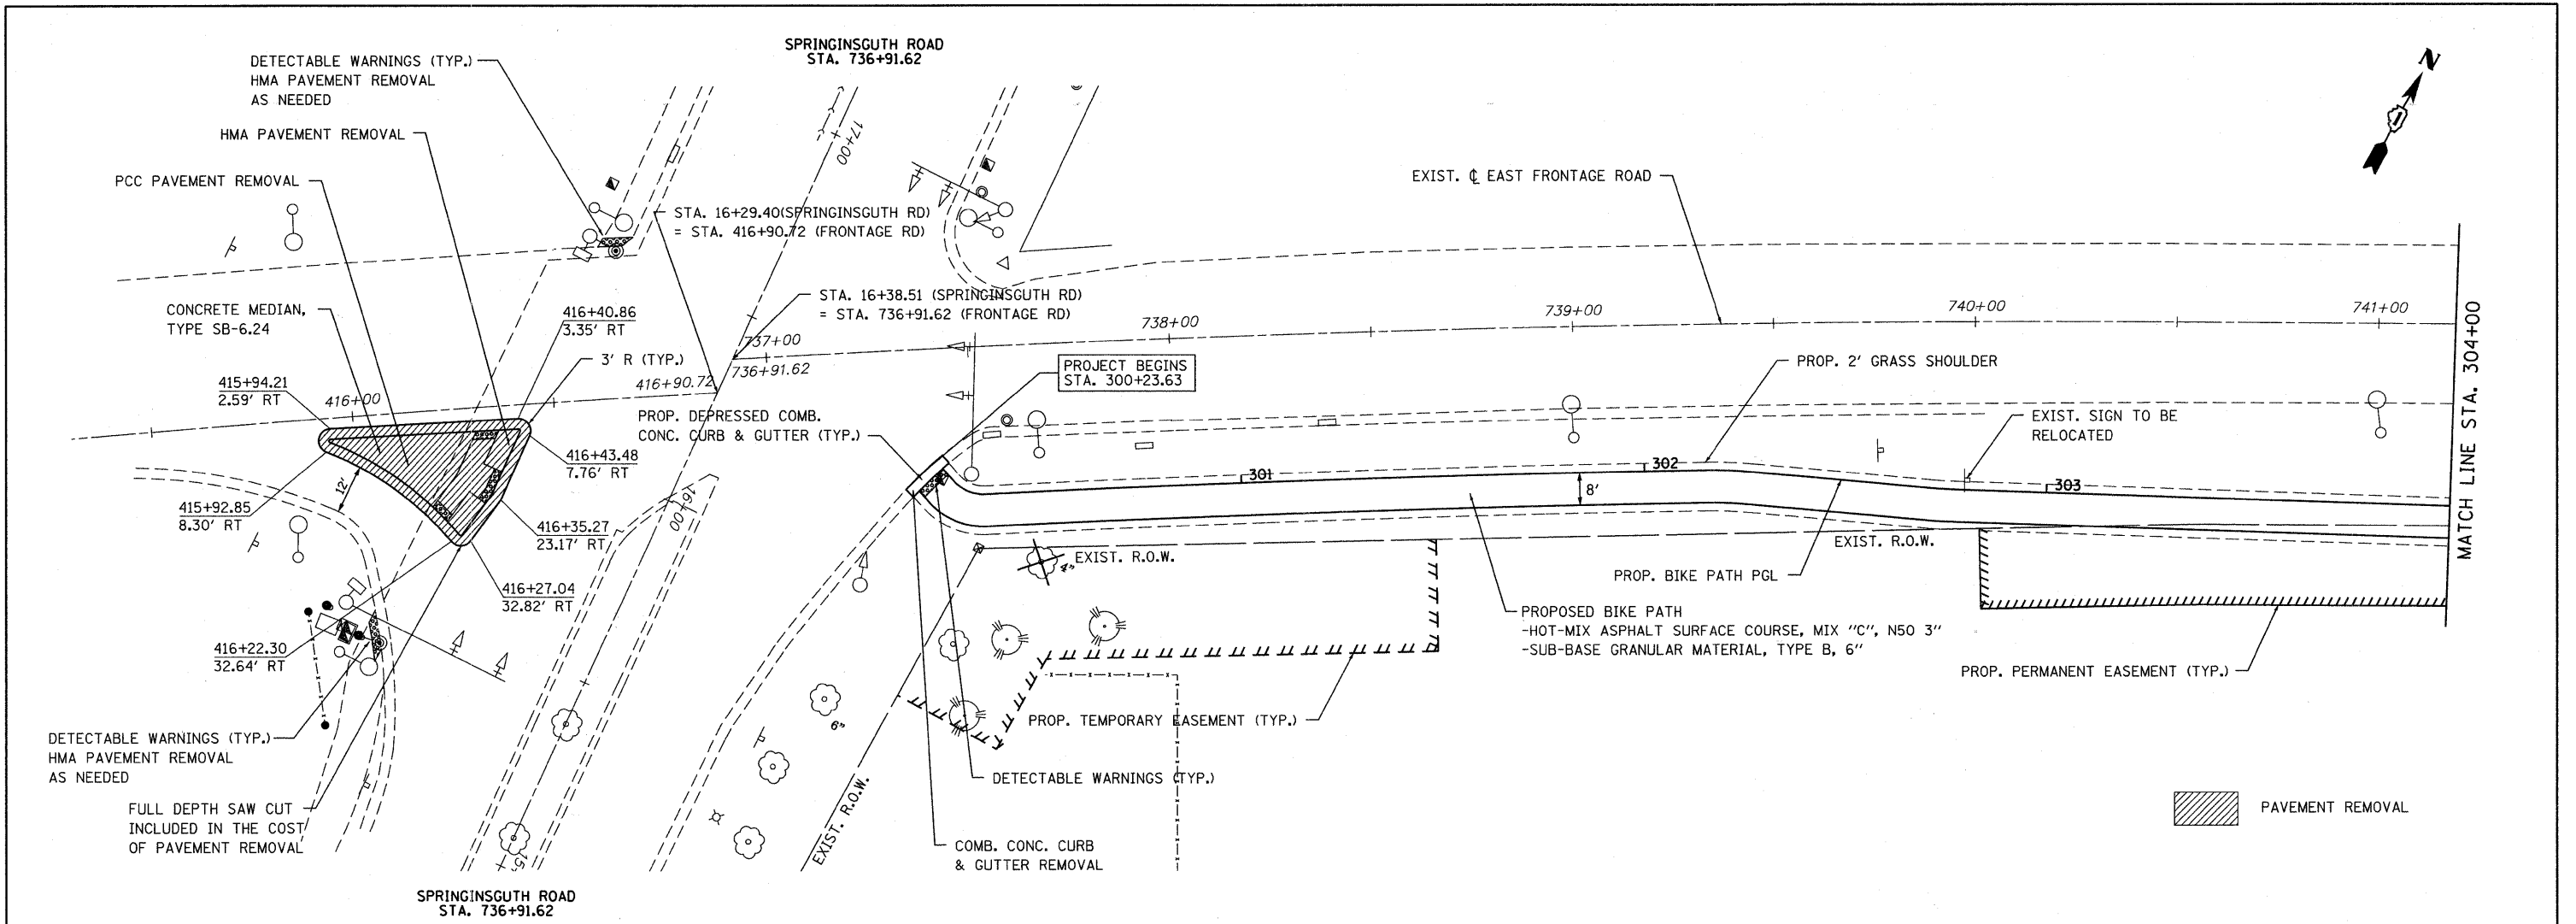 SPRINGINSGUTH ROAD
STA. 736+91.62
N
DETECTABLE WARNINGS (TYP.)
HMA PAVEMENT REMOVAL
AS NEEDED
HMA PAVEMENT REMOVAL
PCC PAVEMENT REMOVAL
CONCRETE MEDIAN,
TYPE SB-6.24
17+00
STA. 16+29.40(SPRINGINSGUTH RD)
= STA. 416+90.72 (FRONTAGE RD)
STA. 16+38.51 (SPRINGINSGUTH RD)
= STA. 736+91.62 (FRONTAGE RD)
EXIST. ℄ EAST FRONTAGE ROAD
416+40.86
3.35' RT
3' R (TYP.)
415+94.21
2.59' RT
416+00
416+90.72
737+00
736+91.62
738+00
739+00
740+00
741+00
MATCH LINE STA. 304+00
PROJECT BEGINS
STA. 300+23.63
PROP. DEPRESSED COMB.
CONC. CURB & GUTTER (TYP.)
PROP. 2' GRASS SHOULDER
EXIST. SIGN TO BE
RELOCATED
416+43.48
7.76' RT
415+92.85
8.30' RT
12'
416+35.27
23.17' RT
416+27.04
32.82' RT
416+22.30
32.64' RT
16+00
301
302
303
8'
4"
EXIST. R.O.W.
EXIST. R.O.W.
PROP. BIKE PATH PGL
PROPOSED BIKE PATH
-HOT-MIX ASPHALT SURFACE COURSE, MIX "C", N50 3"
-SUB-BASE GRANULAR MATERIAL, TYPE B, 6"
PROP. PERMANENT EASEMENT (TYP.)
PROP. TEMPORARY EASEMENT (TYP.)
6"
DETECTABLE WARNINGS (TYP.)
DETECTABLE WARNINGS (TYP.)
HMA PAVEMENT REMOVAL
AS NEEDED
FULL DEPTH SAW CUT
INCLUDED IN THE COST
OF PAVEMENT REMOVAL
EXIST. R.O.W.
COMB. CONC. CURB
& GUTTER REMOVAL
PAVEMENT REMOVAL
SPRINGINSGUTH ROAD
STA. 736+91.62